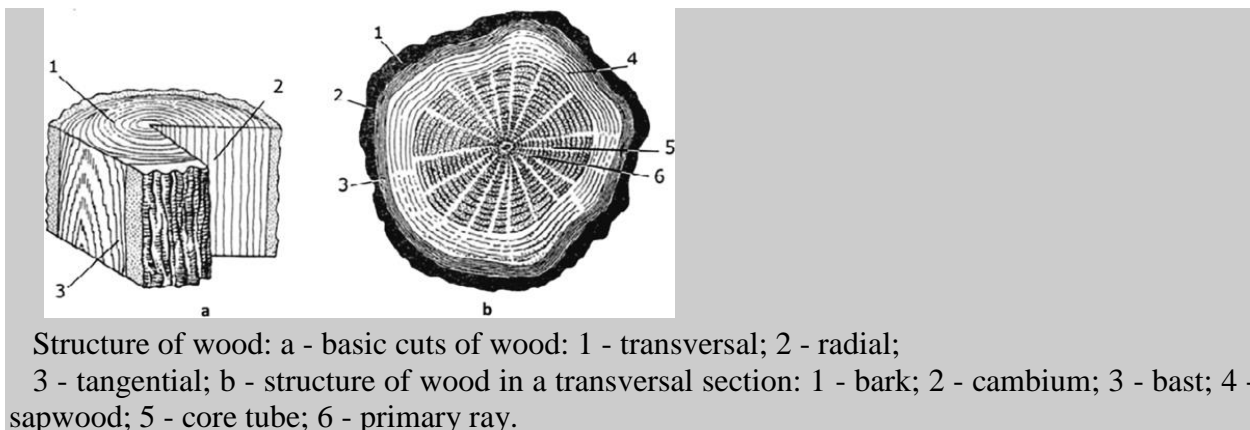 1
2
3
a
1
2
3
4
5
6
b
Structure of wood: a - basic cuts of wood: 1 - transversal; 2 - radial;
3 - tangential; b - structure of wood in a transversal section: 1 - bark; 2 - cambium; 3 - bast; 4 -
sapwood; 5 - core tube; 6 - primary ray.